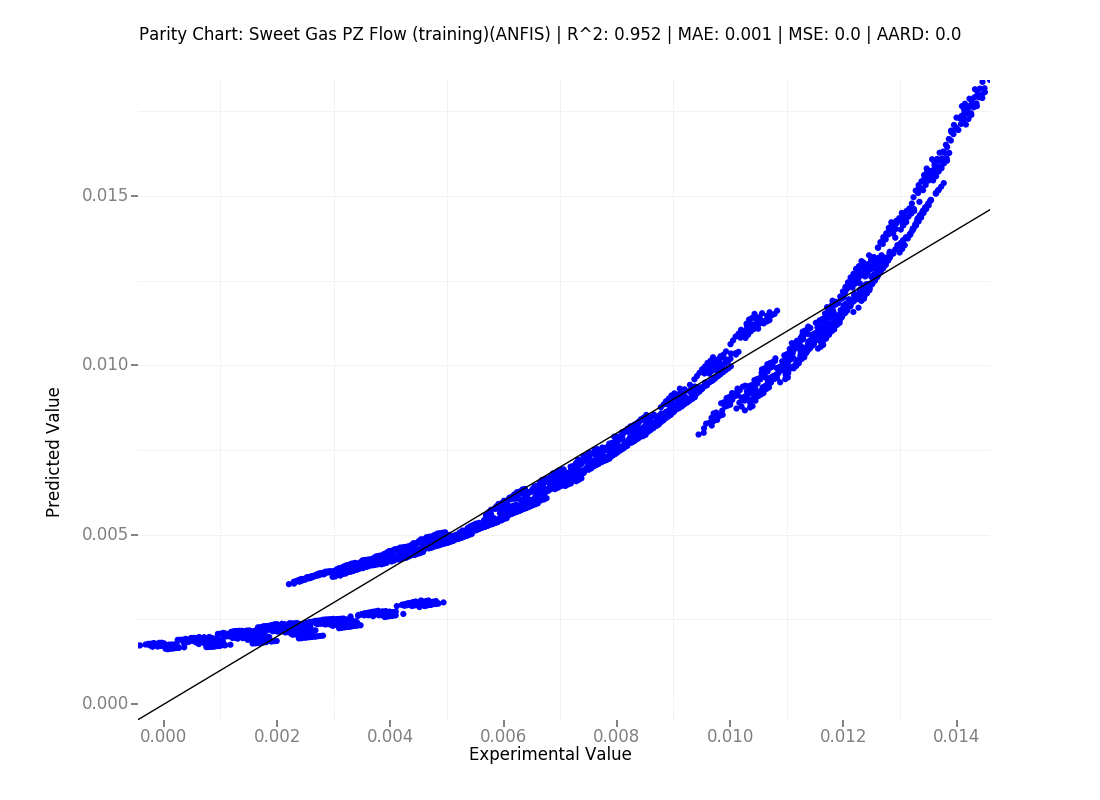 Parity Chart: Sweet Gas PZ Flow (training)(ANFIS) | R^2: 0.952 | MAE: 0.001 | MSE: 0.0 | AARD: 0.0
0.015
0.010
Predicted Value
0.005
0.000
0.000 0.002 0.004 0.006 0.008 0.010 0.012 0.014
Experimental Value